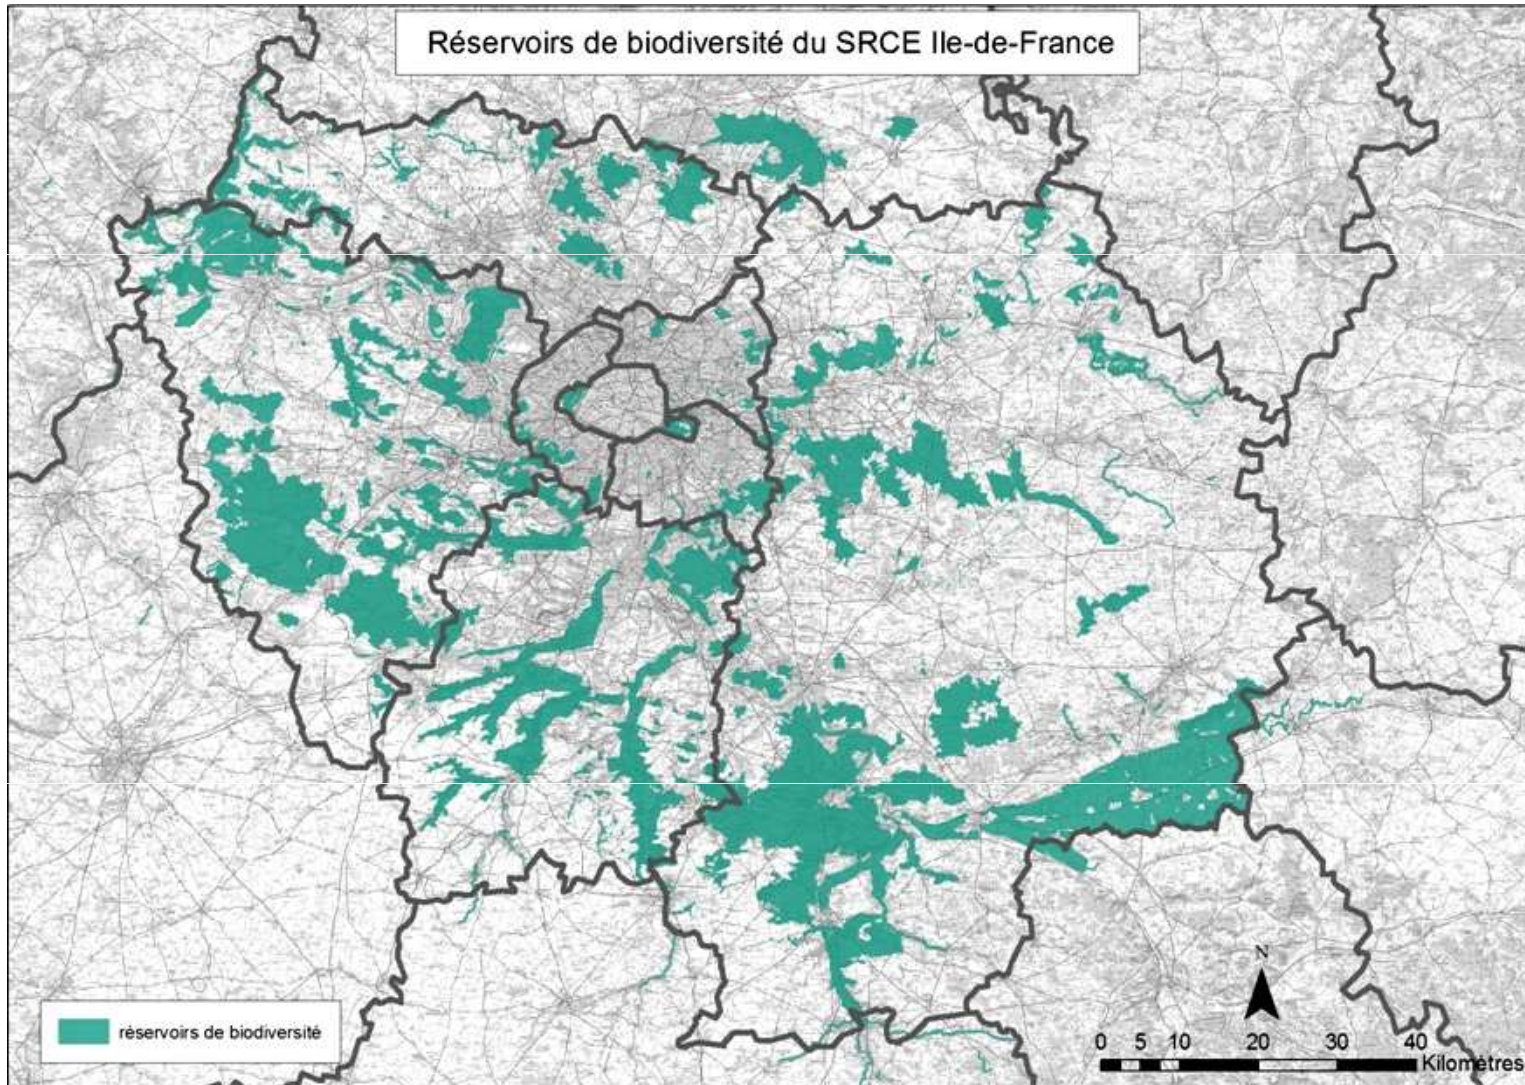 Réservoirs de biodiversité du SRCE Ile-de-France
réservoirs de biodiversité
N
0 5 10 20 30 40
Kilomètres